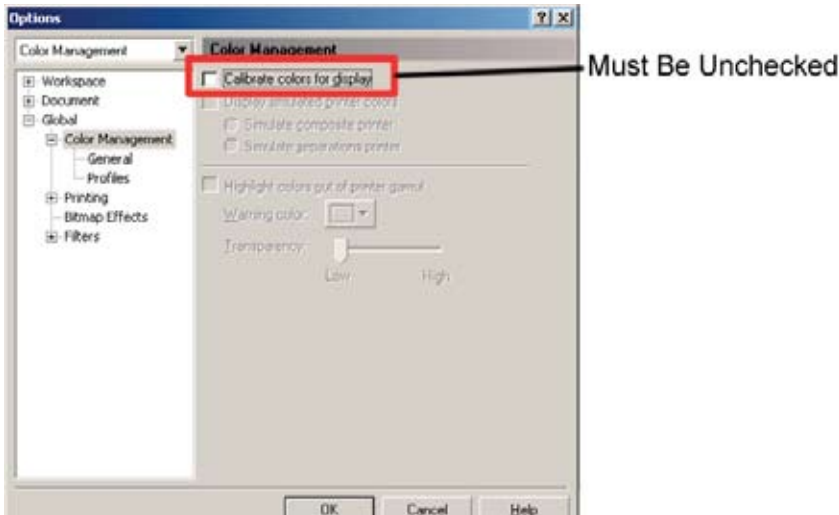 Options
Color Management
Color Management
Calibrate colors for display
Must Be Unchecked
Workspace
Document
Global
Color Management
General
Profiles
Printing
Bitmap Effects
Filters
Display simulated printer colors
Simulate composite printer
Simulate separations printer
Highlight colors out of printer gamut
Warning color:
Transparency:
Low
High
OK
Cancel
Help